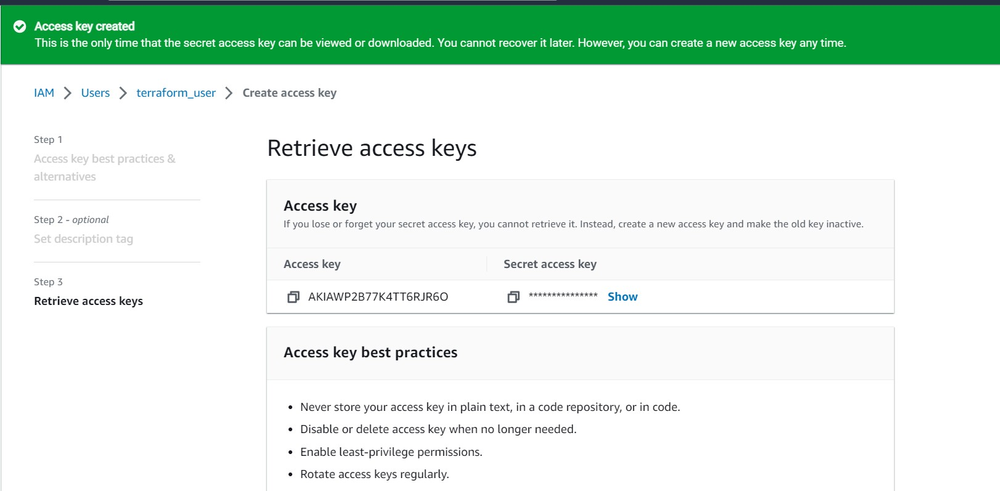 Access key created
This is the only time that the secret access key can be viewed or downloaded. You cannot recover it later. However, you can create a new access key any time.
IAM > Users > terraform_user > Create access key
Step 1
Access key best practices &
alternatives
Step 2 - optional
Set description tag
Step 3
Retrieve access keys
Retrieve access keys
Access key
If you lose or forget your secret access key, you cannot retrieve it. Instead, create a new access key and make the old key inactive.
Access key Secret access key
AKIAWP2B77K4TT6RJR6O *************** Show
Access key best practices
• Never store your access key in plain text, in a code repository, or in code.
• Disable or delete access key when no longer needed.
• Enable least-privilege permissions.
• Rotate access keys regularly.